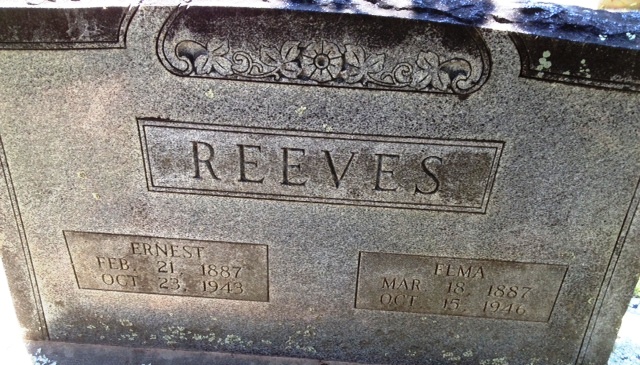 REEVES
ERNEST
FEB. 21, 1887
OCT. 23, 1943
ELMA
MAR. 18, 1887
OCT. 15, 1946